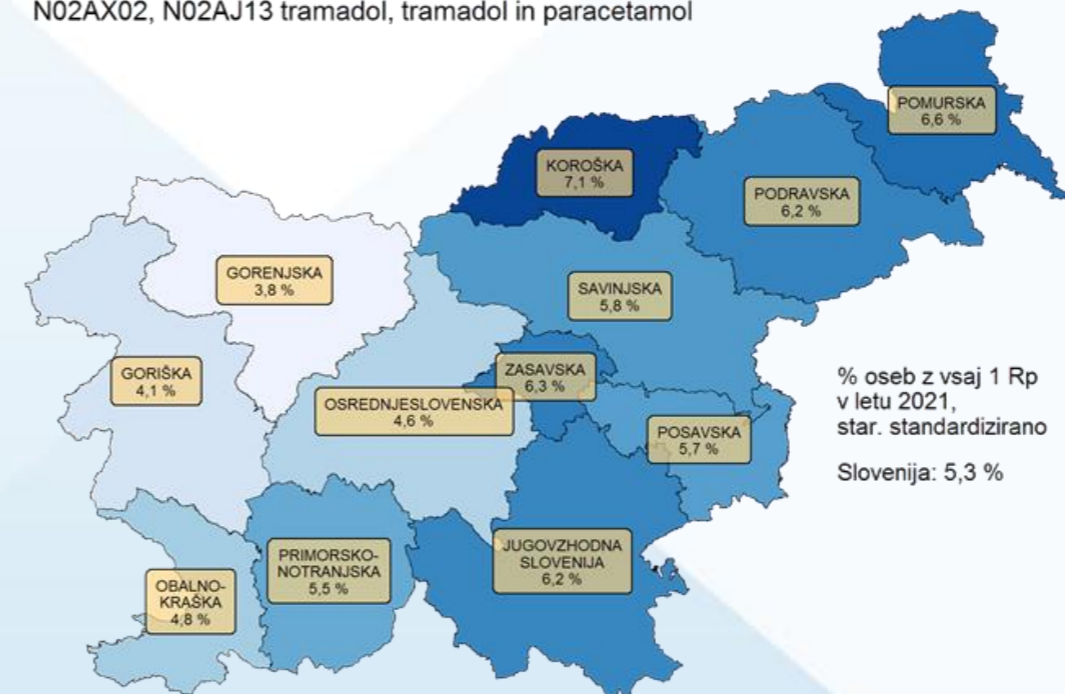 N02AX02, N02AJ13 tramadol, tramadol in paracetamol
POMURSKA
6,6 %
KOROŠKA
7,1 %
PODRAVSKA
6,2 %
GORENJSKA
3,8 %
SAVINJSKA
5,8 %
GORIŠKA
4,1 %
ZASAVSKA
6,3 %
OSREDNJESLOVENSKA
4,6 %
POSAVSKA
5,7 %
% oseb z vsaj 1 Rp
v letu 2021,
star. standardizirano
Slovenija: 5,3 %
PRIMORSKO-
NOTRANJSKA
5,5 %
JUGOVZHODNA
SLOVENIJA
6,2 %
OBALNO-
KRAŠKA
4,8 %